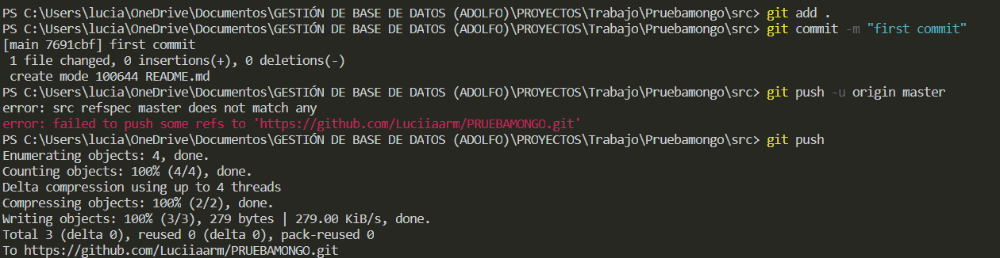 PS C:\Users\lucia\OneDrive\Documentos\GESTIÓN DE BASE DE DATOS (ADOLFO)\PROYECTOS\Trabajo\Pruebamongo\src> git add .
PS C:\Users\lucia\OneDrive\Documentos\GESTIÓN DE BASE DE DATOS (ADOLFO)\PROYECTOS\Trabajo\Pruebamongo\src> git commit -m "first commit"
[main 7691cbf] first commit
 1 file changed, 0 insertions(+), 0 deletions(-)
 create mode 100644 README.md
PS C:\Users\lucia\OneDrive\Documentos\GESTIÓN DE BASE DE DATOS (ADOLFO)\PROYECTOS\Trabajo\Pruebamongo\src> git push -u origin master
error: src refspec master does not match any
error: failed to push some refs to 'https://github.com/Luciiaarm/PRUEBAMONGO.git'
PS C:\Users\lucia\OneDrive\Documentos\GESTIÓN DE BASE DE DATOS (ADOLFO)\PROYECTOS\Trabajo\Pruebamongo\src> git push
Enumerating objects: 4, done.
Counting objects: 100% (4/4), done.
Delta compression using up to 4 threads
Compressing objects: 100% (2/2), done.
Writing objects: 100% (3/3), 279 bytes | 279.00 KiB/s, done.
Total 3 (delta 0), reused 0 (delta 0), pack-reused 0
To https://github.com/Luciiaarm/PRUEBAMONGO.git